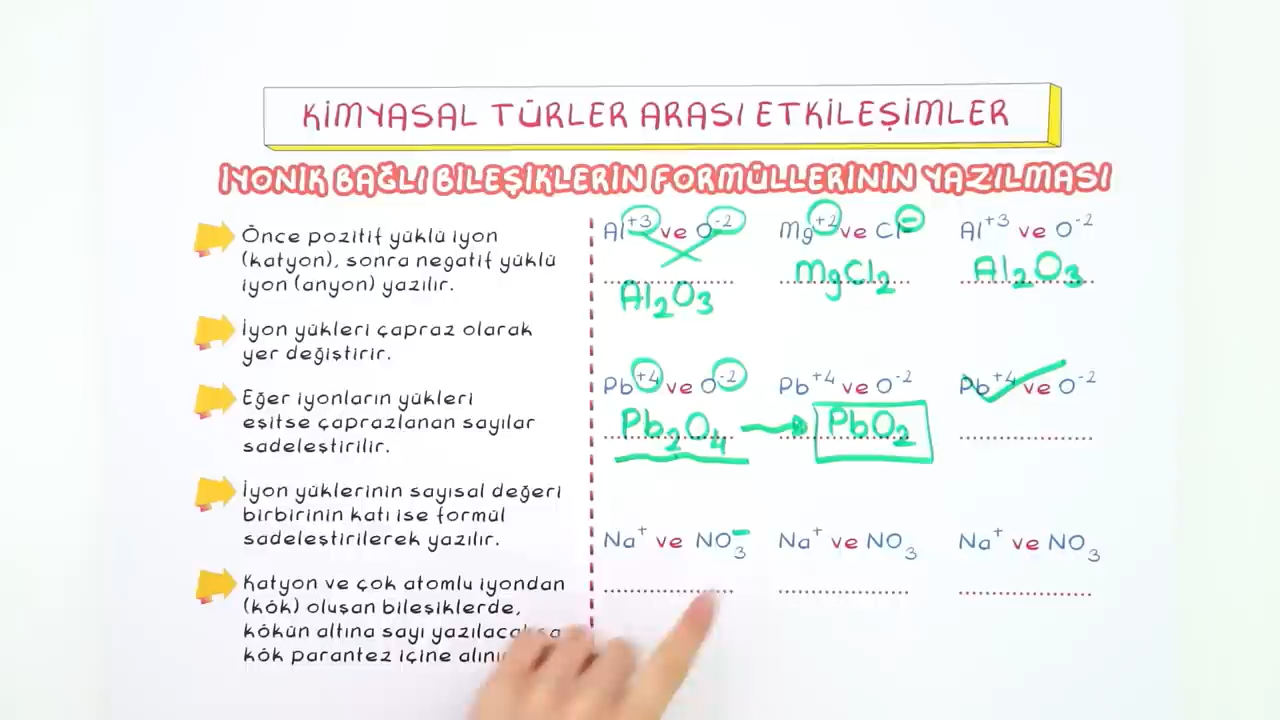 KİMYASAL TÜRLER ARASI ETKİLEŞİMLER
İYONİK BAĞLI BİLEŞİKLERİN FORMÜLLERİNİN YAZILMASI
Önce pozitif yüklü iyon
(katyon), sonra negatif yüklü
iyon (anyon) yazılır.
İyon yükleri çapraz olarak
yer değiştirir.
Eğer iyonların yükleri
eşitse çaprazlanan sayılar
sadeleştirilir.
İyon yüklerinin sayısal değeri
birbirinin katı ise formül
sadeleştirilerek yazılır.
Katyon ve çok atomlu iyondan
(kök) oluşan bileşiklerde,
kökün altına sayı
kök parantez içine
Al⁺³ ve O⁻²
Al₂O₃
Mg⁺² ve Cl⁻
MgCl₂
Al⁺³ ve O⁻²
Al₂O₃
Pb⁺⁴ ve O⁻²
Pb₂O₄
Pb⁺⁴ ve O⁻²
PbO₂
Pb⁺⁴ ve O⁻²
Na⁺ ve NO₃⁻
Na⁺ ve NO₃
Na⁺ ve NO₃